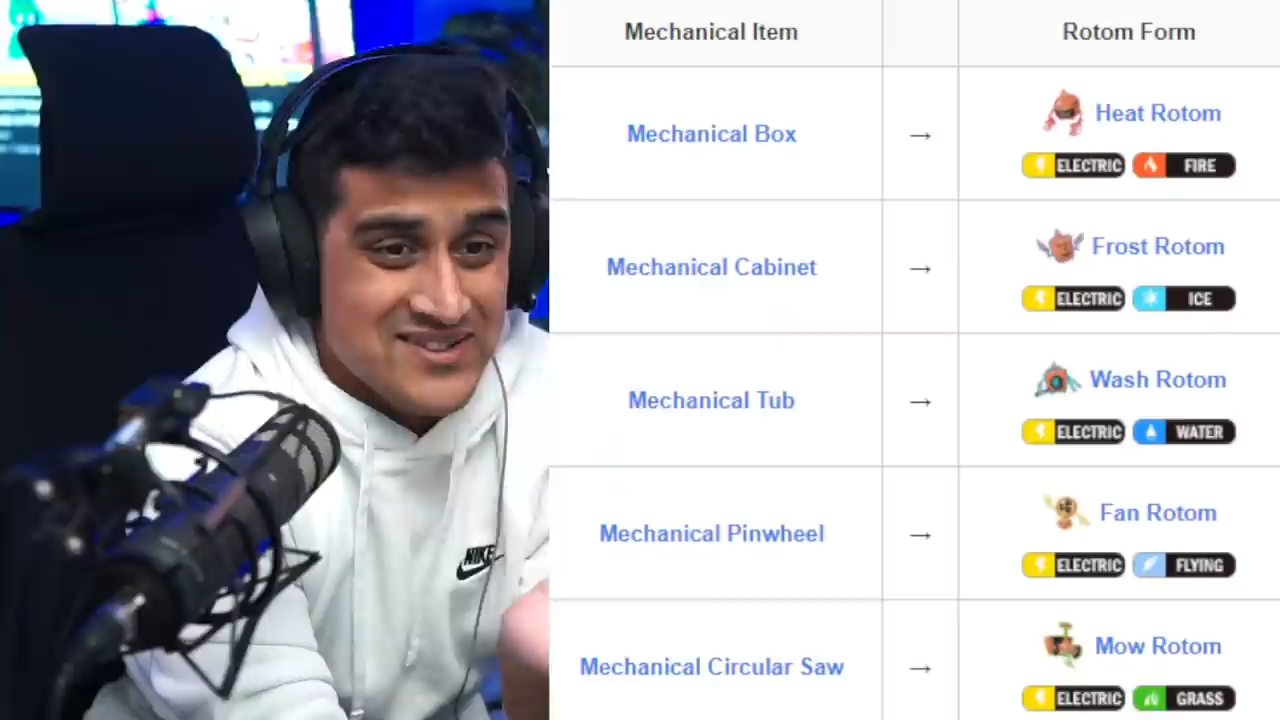 Mechanical Item Rotom Form
Mechanical Box → Heat Rotom
ELECTRIC FIRE
Mechanical Cabinet → Frost Rotom
ELECTRIC ICE
Mechanical Tub → Wash Rotom
ELECTRIC WATER
Mechanical Pinwheel → Fan Rotom
ELECTRIC FLYING
Mechanical Circular Saw → Mow Rotom
ELECTRIC GRASS
NIKE